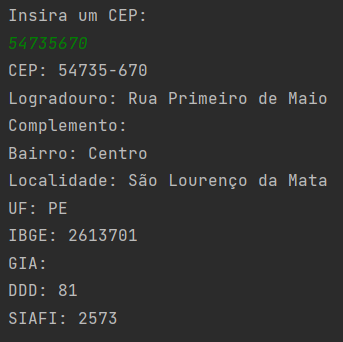 Insira um CEP:
54735670
CEP: 54735-670
Logradouro: Rua Primeiro de Maio
Complemento:
Bairro: Centro
Localidade: São Lourenço da Mata
UF: PE
IBGE: 2613701
GIA:
DDD: 81
SIAFI: 2573